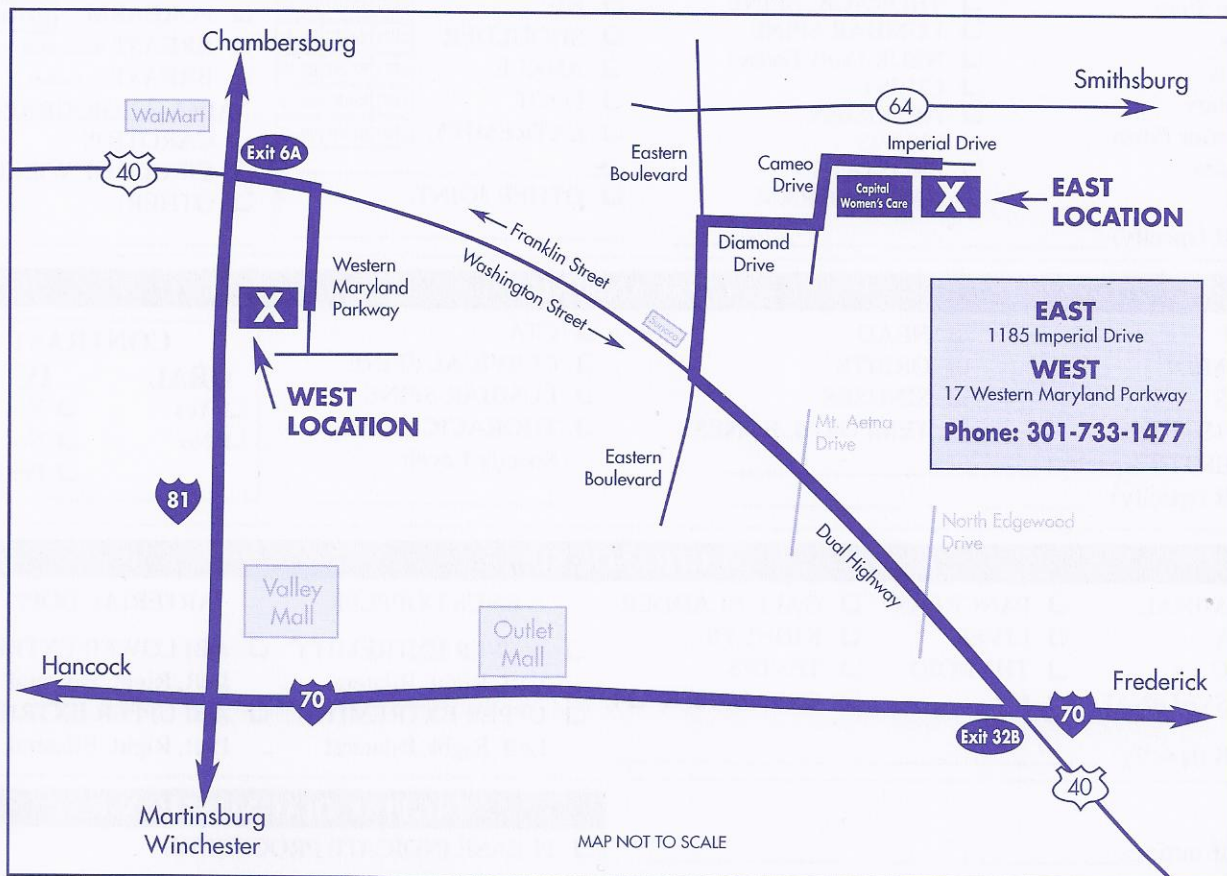 Chambersburg
WalMart
Exit 6A
40
Smithsburg
64
Eastern
Boulevard
Cameo
Drive
Imperial Drive
Capital
Women's Care
X
EAST
LOCATION
Diamond
Drive
Franklin Street
Washington Street
Western
Maryland
Parkway
X
WEST
LOCATION
EAST
1185 Imperial Drive
WEST
17 Western Maryland Parkway
Phone: 301-733-1477
Mt. Aetna
Drive
Eastern
Boulevard
81
North Edgewood
Drive
Dual Highway
Valley
Mall
Outlet
Mall
Hancock
70
Frederick
70
Exit 32B
40
Martinsburg
Winchester
MAP NOT TO SCALE